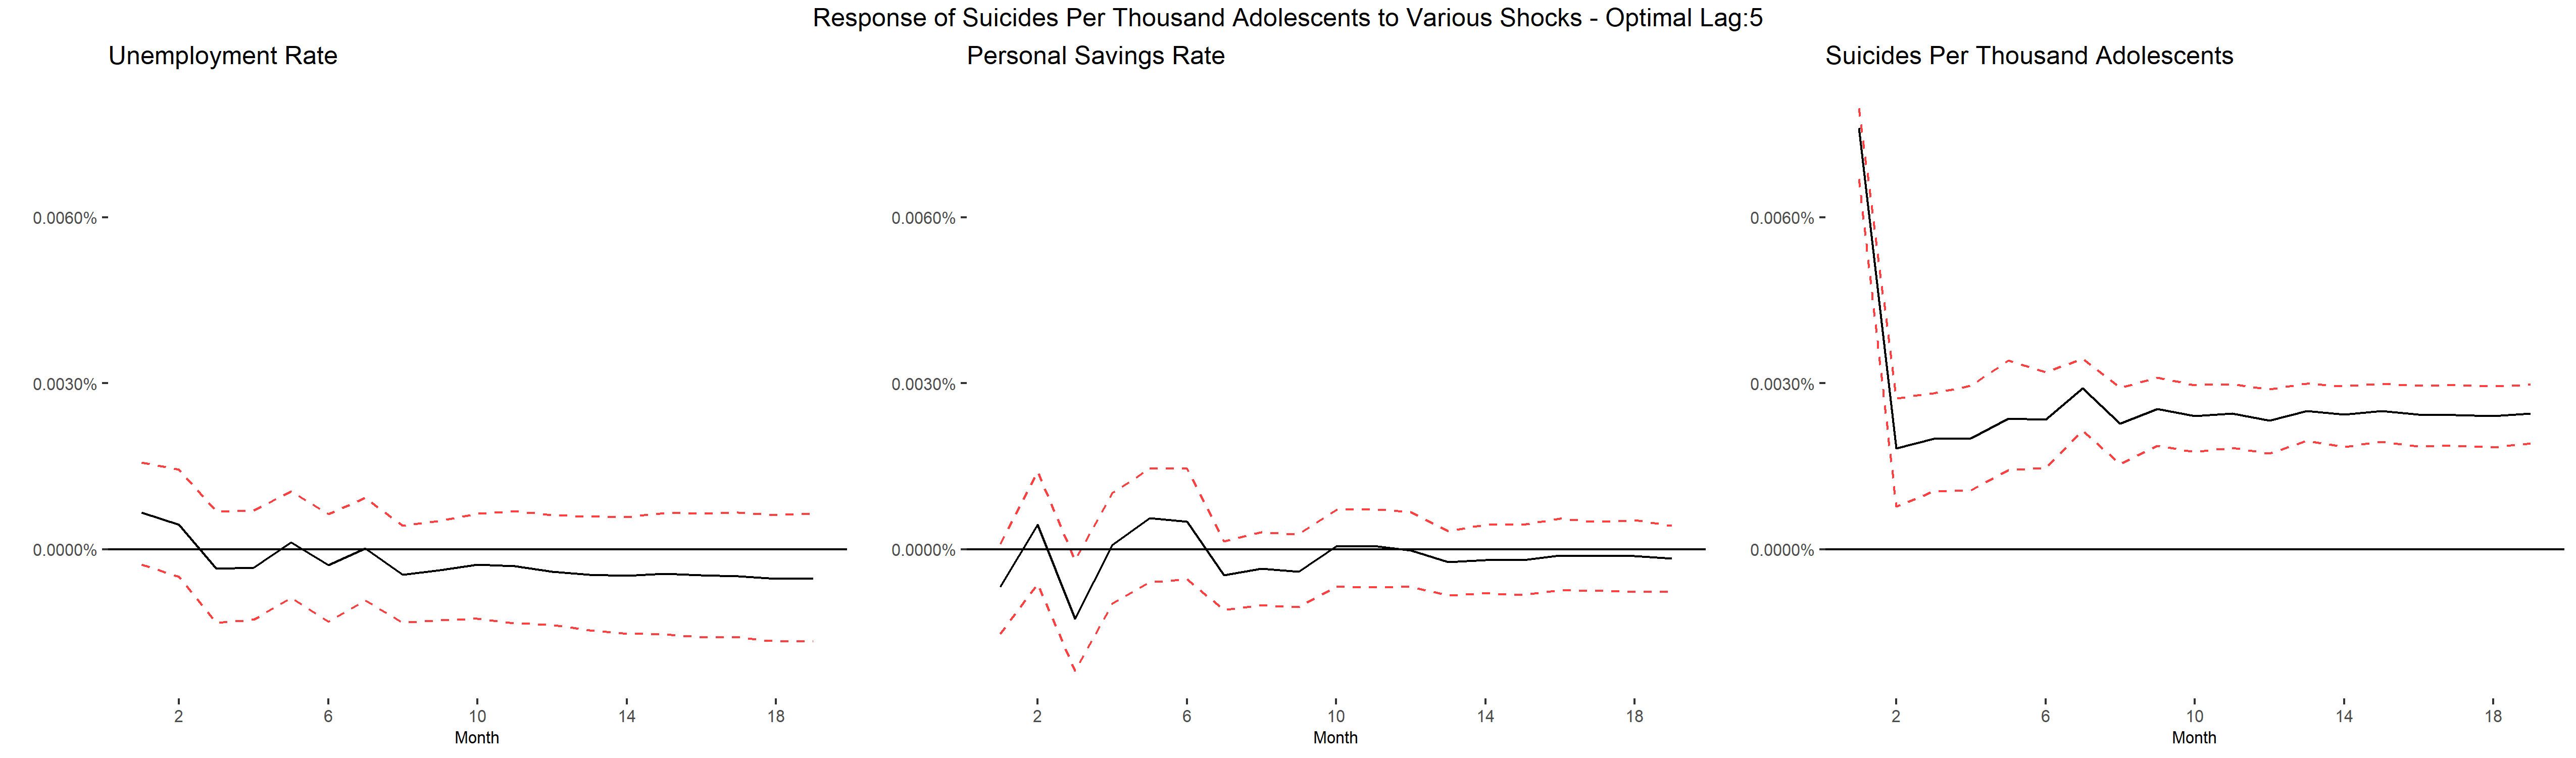 Response of Suicides Per Thousand Adolescents to Various Shocks - Optimal Lag:5
Unemployment Rate
0.0060%
0.0030%
0.0000%
2 6 10 14 18
Month
Personal Savings Rate
0.0060%
0.0030%
0.0000%
2 6 10 14 18
Month
Suicides Per Thousand Adolescents
0.0060%
0.0030%
0.0000%
2 6 10 14 18
Month